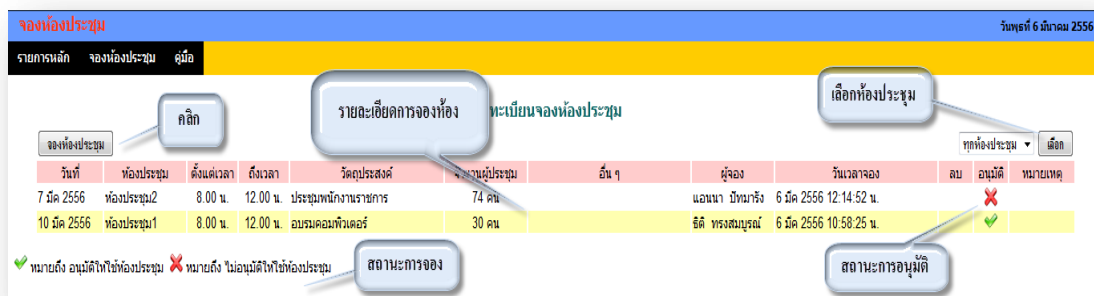 จองห้องประชุม
วันพุธที่ 6 มีนาคม 2556
รายการหลัก จองห้องประชุม คู่มือ
คลิก
รายละเอียดการจองห้อง
ทะเบียนจองห้องประชุม
เลือกห้องประชุม
จองห้องประชุม
ทุกห้องประชุม เลือก
วันที่ ห้องประชุม ตั้งแต่เวลา ถึงเวลา วัตถุประสงค์ จำนวนผู้ประชุม อื่น ๆ ผู้จอง วันเวลาจอง ลบ อนุมัติ หมายเหตุ
7 มีค 2556 ห้องประชุม2 8.00 น. 12.00 น. ประชุมพนักงานราชการ 74 คน แอนนา ปัทมารัง 6 มีค 2556 12:14:52 น.
10 มีค 2556 ห้องประชุม1 8.00 น. 12.00 น. อบรมคอมพิวเตอร์ 30 คน ธิติ ทรงสมบูรณ์ 6 มีค 2556 10:58:25 น.
หมายถึง อนุมัติให้ใช้ห้องประชุม หมายถึง ไม่อนุมัติให้ใช้ห้องประชุม
สถานะการจอง
สถานะการอนุมัติ